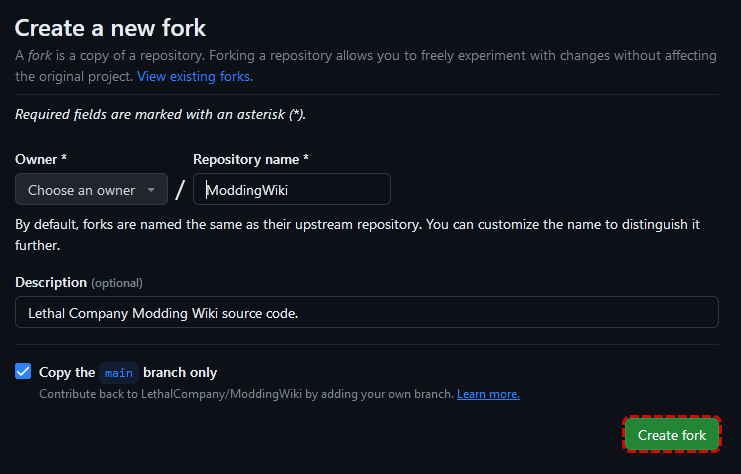 Create a new fork
A fork is a copy of a repository. Forking a repository allows you to freely experiment with changes without affecting
the original project. View existing forks.
Required fields are marked with an asterisk (*).
Owner * Repository name *
Choose an owner / ModdingWiki
By default, forks are named the same as their upstream repository. You can customize the name to distinguish it
further.
Description (optional)
Lethal Company Modding Wiki source code.
Copy the main branch only
Contribute back to LethalCompany/ModdingWiki by adding your own branch. Learn more.
Create fork